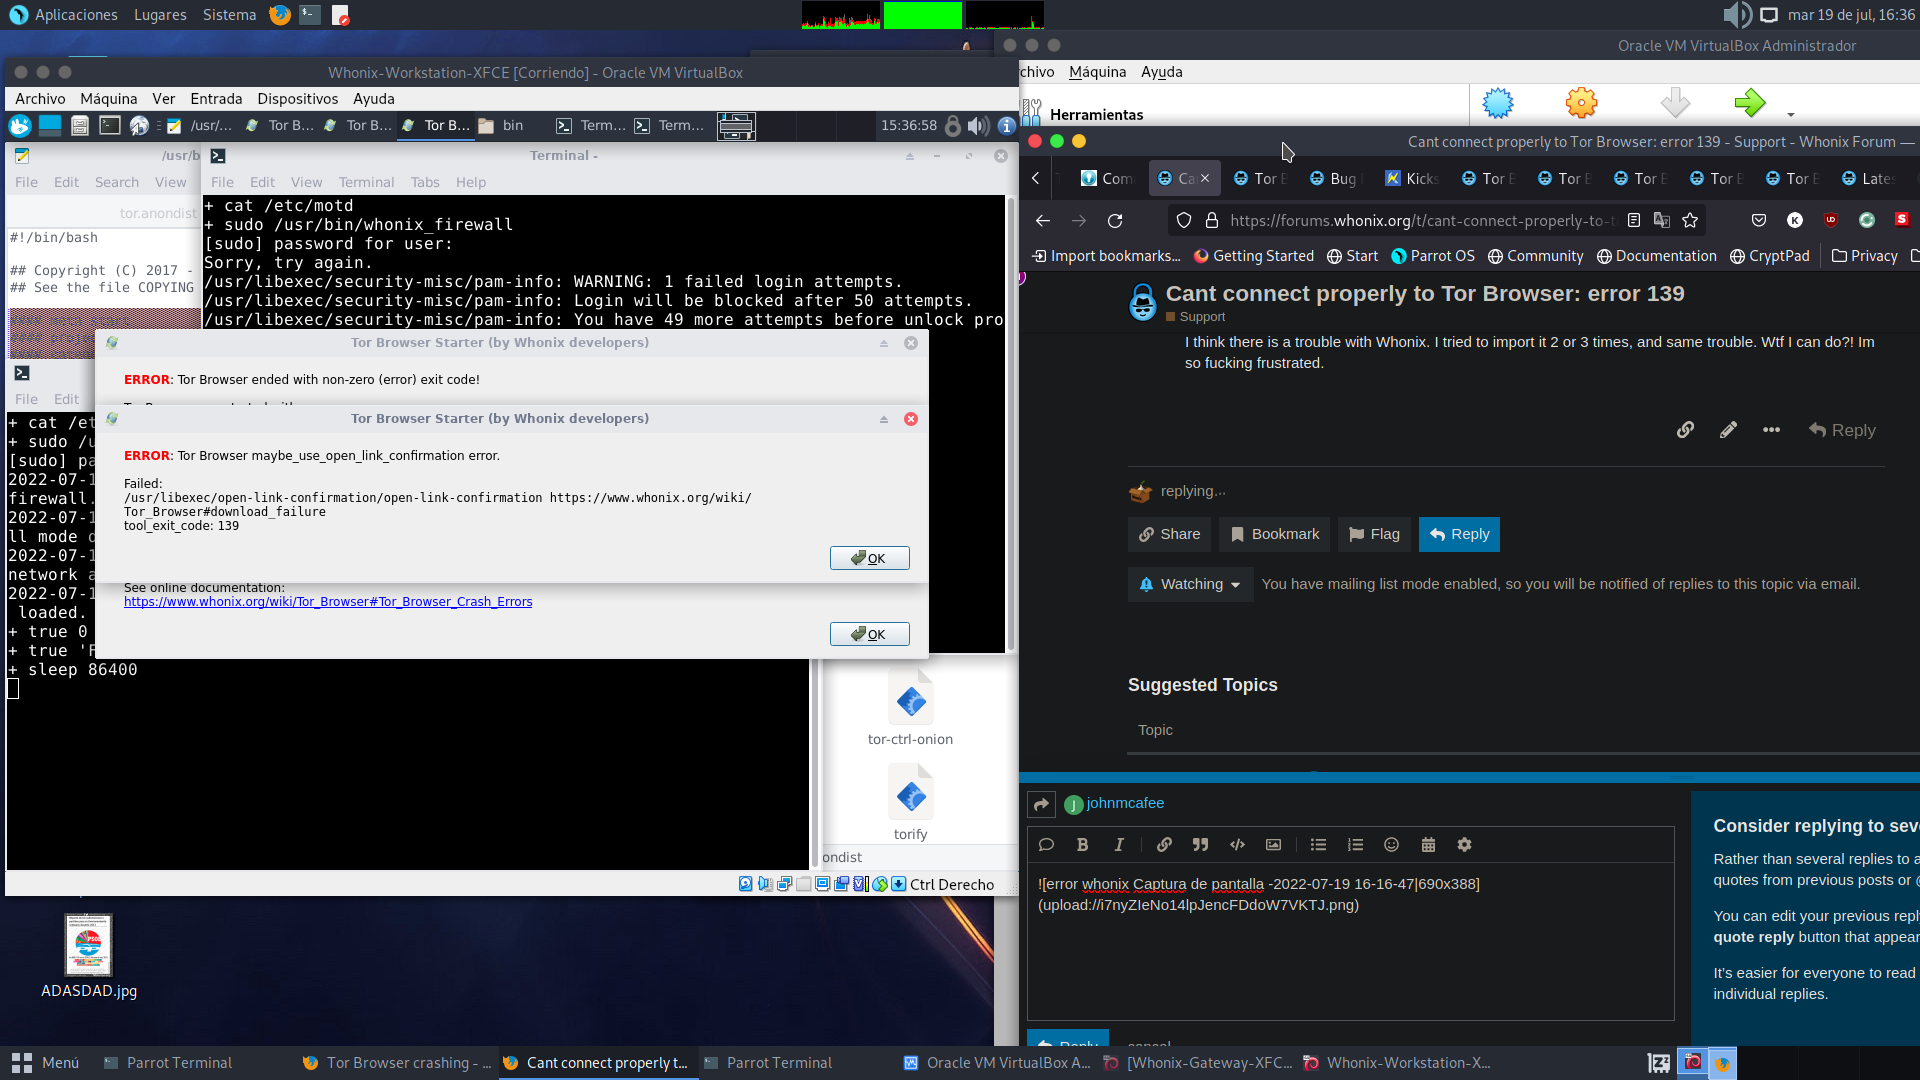 Aplicaciones Lugares Sistema
mar 19 de jul, 16:36
Oracle VM VirtualBox Administrador
Whonix-Workstation-XFCE [Corriendo] - Oracle VM VirtualBox
Archivo Máquina Ver Entrada Dispositivos Ayuda
chivo Máquina Ayuda
Herramientas
/usr/... Tor B... Tor B... Tor B... bin Term... Term... 15:36:58
/usr/b
File Edit Search View
tor.anondist
#!/bin/bash
## Copyright (C) 2017 -
## See the file COPYING
Terminal -
File Edit View Terminal Tabs Help
+ cat /etc/motd
+ sudo /usr/bin/whonix_firewall
[sudo] password for user:
Sorry, try again.
/usr/libexec/security-misc/pam-info: WARNING: 1 failed login attempts.
/usr/libexec/security-misc/pam-info: Login will be blocked after 50 attempts.
/usr/libexec/security-misc/pam-info: You have 49 more attempts before unlock pro
File Edit
+ cat /et
+ sudo /u
[sudo] pa
2022-07-1
firewall.
2022-07-1
ll mode d
2022-07-1
network a
2022-07-1
loaded.
+ true 0
+ true 'F
+ sleep 86400
Tor Browser Starter (by Whonix developers)
ERROR: Tor Browser ended with non-zero (error) exit code!
Tor Browser Starter (by Whonix developers)
ERROR: Tor Browser maybe_use_open_link_confirmation error.
Failed:
/usr/libexec/open-link-confirmation/open-link-confirmation https://www.whonix.org/wiki/
Tor_Browser#download_failure
tool_exit_code: 139
OK
See online documentation:
https://www.whonix.org/wiki/Tor_Browser#Tor_Browser_Crash_Errors
OK
tor-ctrl-onion
torify
ondist
Ctrl Derecho
ADASDAD.jpg
Cant connect properly to Tor Browser: error 139 - Support - Whonix Forum —
Com Ca Tor E Tor E Bug Kicks Tor E Tor E Tor E Tor E Tor E Lates
https://forums.whonix.org/t/cant-connect-properly-to-t
Import bookmarks... Getting Started Start Parrot OS Community Documentation CryptPad Privacy
Cant connect properly to Tor Browser: error 139
Support
I think there is a trouble with Whonix. I tried to import it 2 or 3 times, and same trouble. Wtf I can do?! Im
so fucking frustrated.
Reply
replying...
Share Bookmark Flag Reply
Watching You have mailing list mode enabled, so you will be notified of replies to this topic via email.
Suggested Topics
Topic
J johnmcafee
![error whonix Captura de pantalla -2022-07-19 16-16-47|690x388]
(upload://i7nyZIeNo14lpJencFDdoW7VKTJ.png)
Reply cancel
Consider replying to seve
Rather than several replies to a
quotes from previous posts or @
You can edit your previous reply
quote reply button that appear
It's easier for everyone to read
individual replies.
Menú Parrot Terminal Tor Browser crashing - ... Cant connect properly t... Parrot Terminal Oracle VM VirtualBox A... [Whonix-Gateway-XFC... Whonix-Workstation-X...